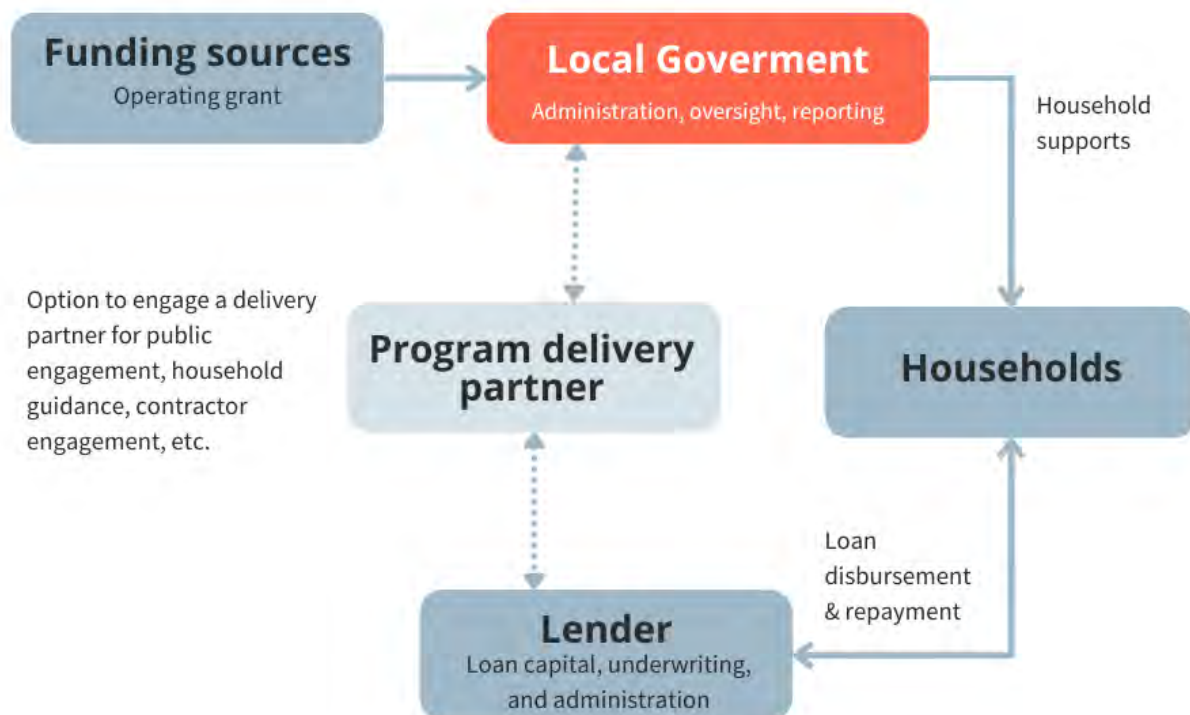 Funding sources
Operating grant
Local Goverment
Administration, oversight, reporting
Household
supports
Option to engage a delivery
partner for public
engagement, household
guidance, contractor
engagement, etc.
Program delivery
partner
Households
Loan
disbursement
& repayment
Lender
Loan capital, underwriting,
and administration